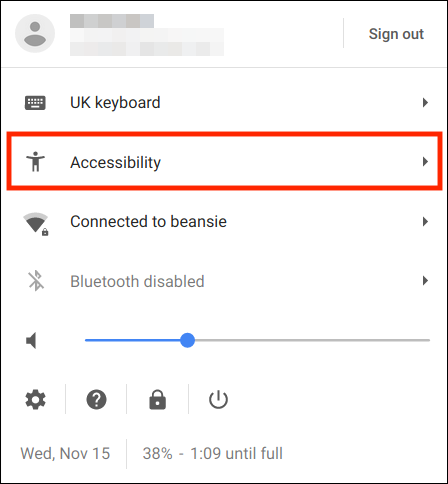 Sign out
UK keyboard
Accessibility
Connected to beansie
Bluetooth disabled
Wed, Nov 15 38% - 1:09 until full